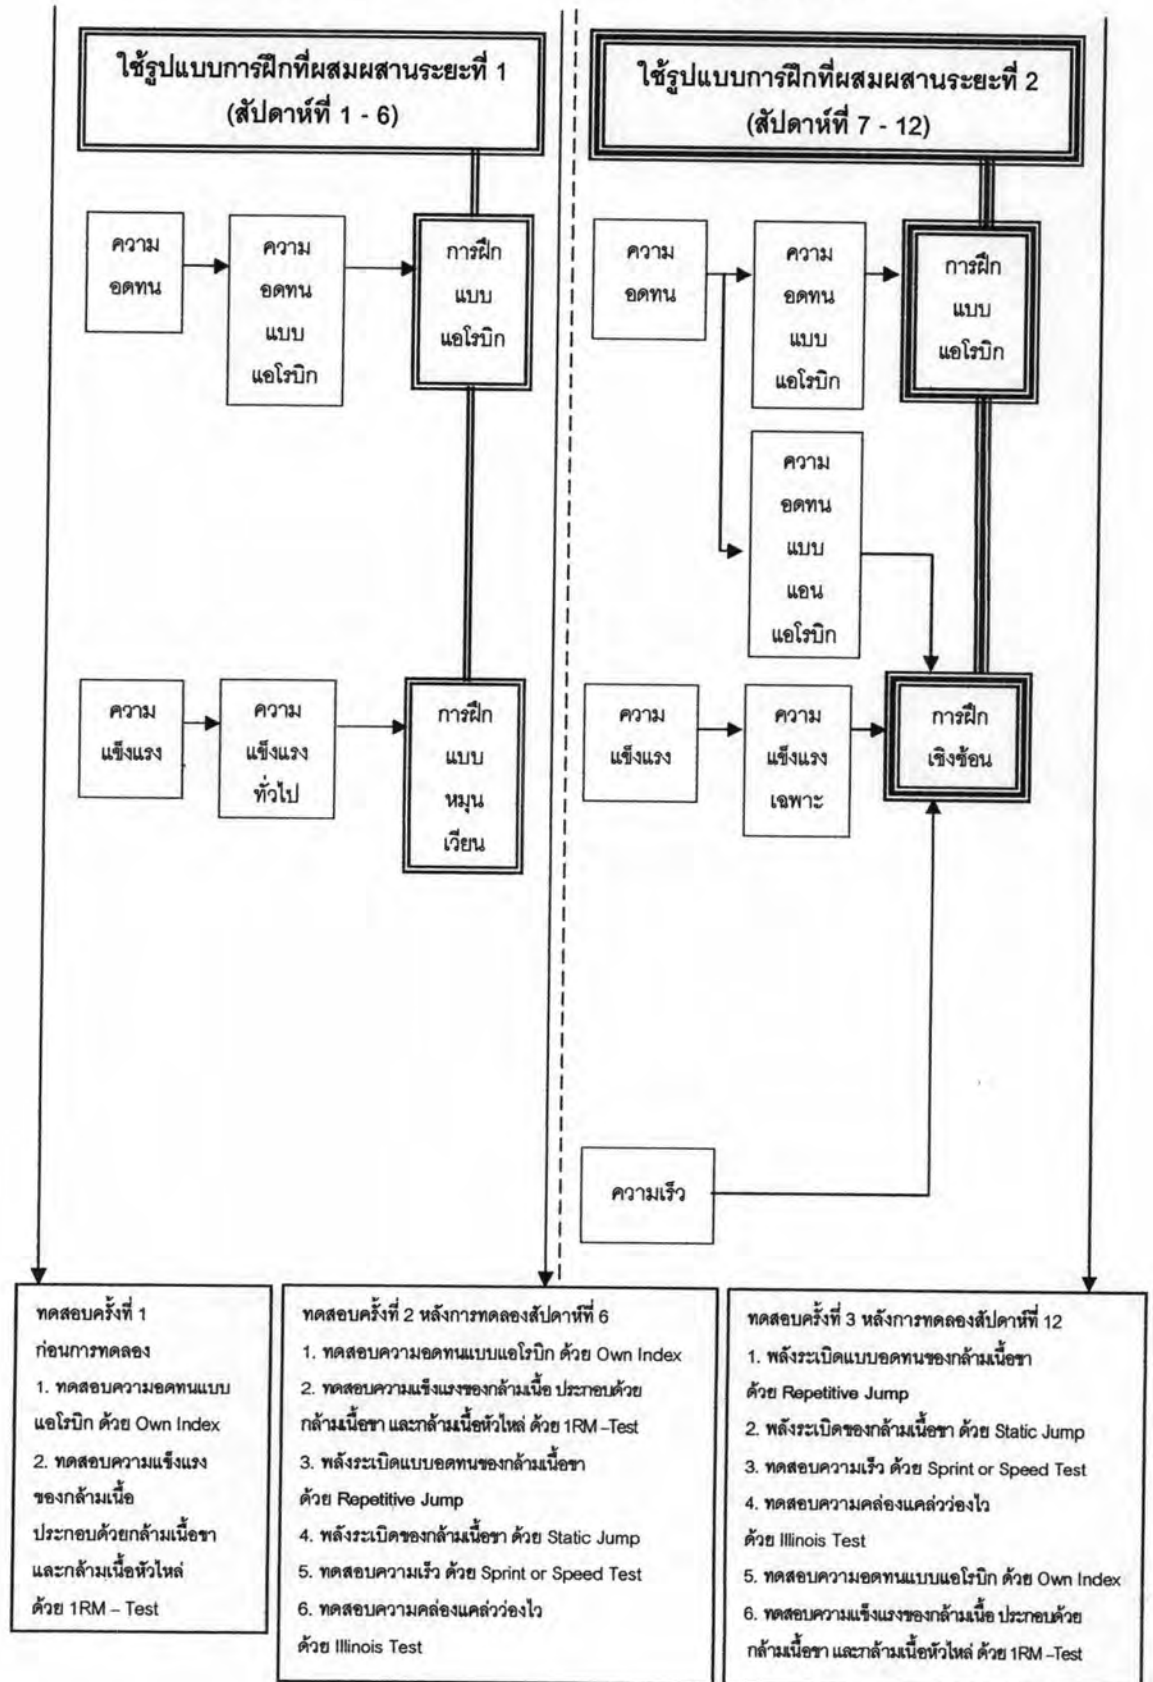 ใช้รูปแบบการฝึกที่ผสมผสานระยะที่ 1
(สัปดาห์ที่ 1 - 6)
ใช้รูปแบบการฝึกที่ผสมผสานระยะที่ 2
(สัปดาห์ที่ 7 - 12)
ความ
อดทน
ความ
อดทน
แบบ
แอโรบิก
การฝึก
แบบ
แอโรบิก
ความ
อดทน
ความ
อดทน
แบบ
แอโรบิก
การฝึก
แบบ
แอโรบิก
ความ
อดทน
แบบ
แอน
แอโรบิก
ความ
แข็งแรง
ความ
แข็งแรง
ทั่วไป
การฝึก
แบบ
หมุน
เวียน
ความ
แข็งแรง
ความ
แข็งแรง
เฉพาะ
การฝึก
เชิงซ้อน
ความเร็ว
ทดสอบครั้งที่ 1
ก่อนการทดลอง
1. ทดสอบความอดทนแบบ
แอโรบิก ด้วย Own Index
2. ทดสอบความแข็งแรง
ของกล้ามเนื้อ
ประกอบด้วยกล้ามเนื้อขา
และกล้ามเนื้อหัวไหล่
ด้วย 1RM – Test
ทดสอบครั้งที่ 2 หลังการทดลองสัปดาห์ที่ 6
1. ทดสอบความอดทนแบบแอโรบิก ด้วย Own Index
2. ทดสอบความแข็งแรงของกล้ามเนื้อ ประกอบด้วย
กล้ามเนื้อขา และกล้ามเนื้อหัวไหล่ ด้วย 1RM –Test
3. พลังระเบิดแบบอดทนของกล้ามเนื้อขา
ด้วย Repetitive Jump
4. พลังระเบิดของกล้ามเนื้อขา ด้วย Static Jump
5. ทดสอบความเร็ว ด้วย Sprint or Speed Test
6. ทดสอบความคล่องแคล่วว่องไว
ด้วย Illinois Test
ทดสอบครั้งที่ 3 หลังการทดลองสัปดาห์ที่ 12
1. พลังระเบิดแบบอดทนของกล้ามเนื้อขา
ด้วย Repetitive Jump
2. พลังระเบิดของกล้ามเนื้อขา ด้วย Static Jump
3. ทดสอบความเร็ว ด้วย Sprint or Speed Test
4. ทดสอบความคล่องแคล่วว่องไว
ด้วย Illinois Test
5. ทดสอบความอดทนแบบแอโรบิก ด้วย Own Index
6. ทดสอบความแข็งแรงของกล้ามเนื้อ ประกอบด้วย
กล้ามเนื้อขา และกล้ามเนื้อหัวไหล่ ด้วย 1RM –Test